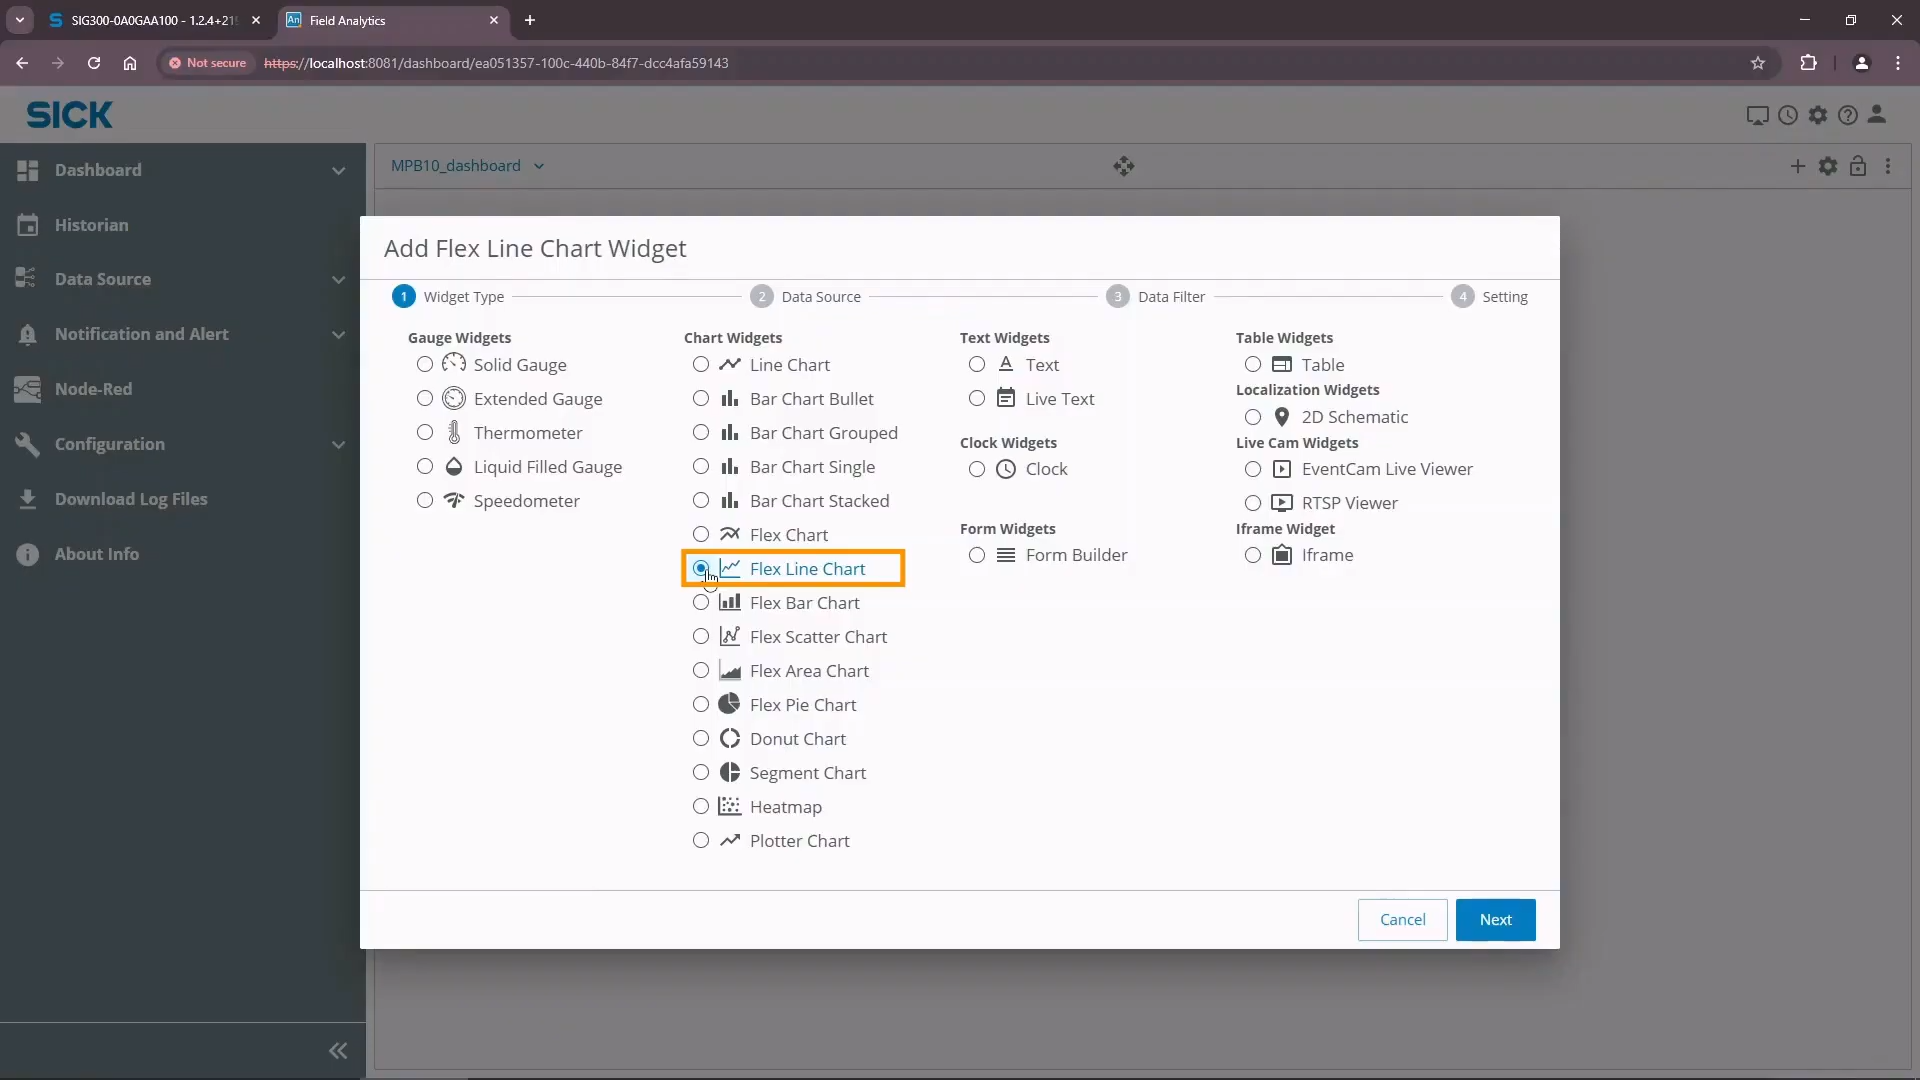 SIG300-0A0GAA100 - 1.2.4+21
Field Analytics
Not secure
https://localhost:8081/dashboard/ea051357-100c-440b-84f7-dcc4afa59143
SICK
Dashboard
Historian
Data Source
Notification and Alert
Node-Red
Configuration
Download Log Files
About Info
MPB10_dashboard
Add Flex Line Chart Widget
1 Widget Type
2 Data Source
3 Data Filter
4 Setting
Gauge Widgets
Solid Gauge
Extended Gauge
Thermometer
Liquid Filled Gauge
Speedometer
Chart Widgets
Line Chart
Bar Chart Bullet
Bar Chart Grouped
Bar Chart Single
Bar Chart Stacked
Flex Chart
Flex Line Chart
Flex Bar Chart
Flex Scatter Chart
Flex Area Chart
Flex Pie Chart
Donut Chart
Segment Chart
Heatmap
Plotter Chart
Text Widgets
Text
Live Text
Clock Widgets
Clock
Form Widgets
Form Builder
Table Widgets
Table
Localization Widgets
2D Schematic
Live Cam Widgets
EventCam Live Viewer
RTSP Viewer
Iframe Widget
Iframe
Cancel
Next